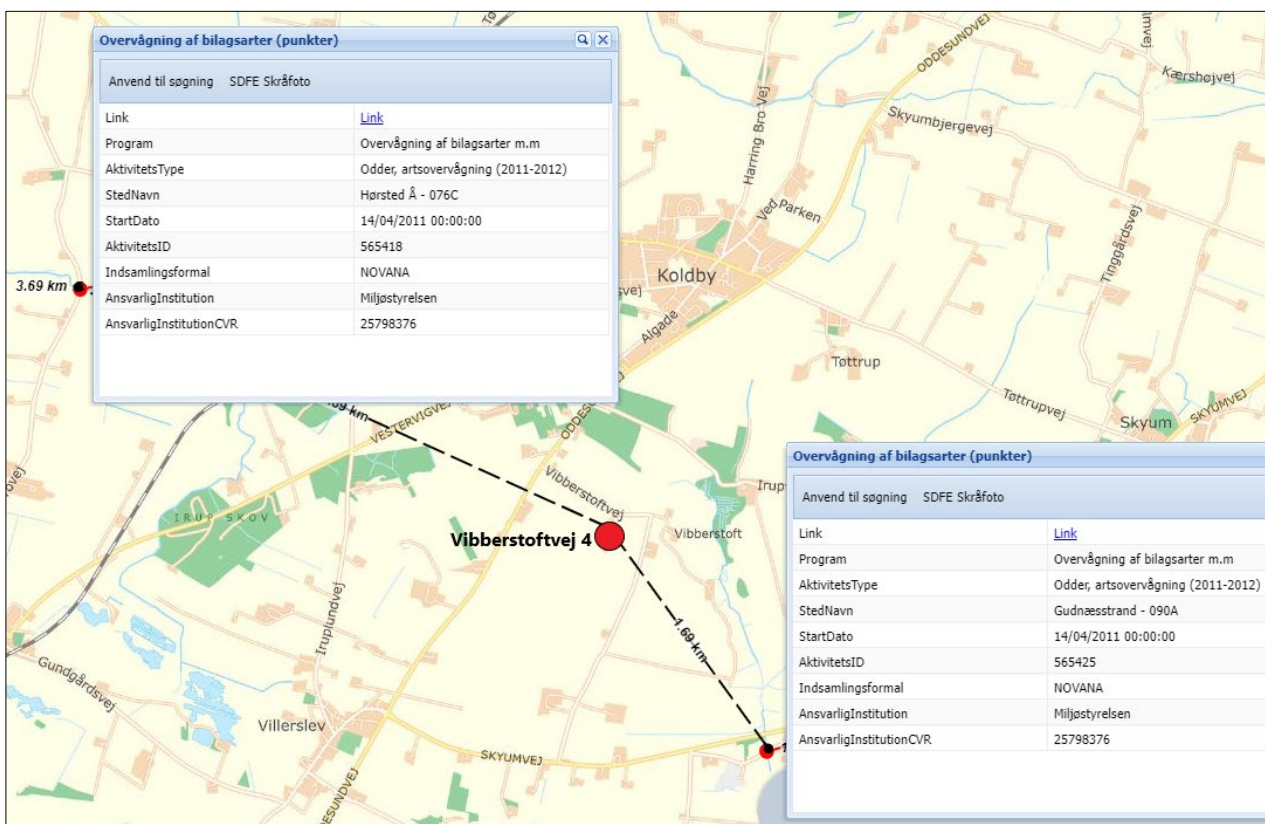 Overvågning af bilagsarter (punkter)
Anvend til søgning SDFE Skråfoto
Link Link
Program Overvågning af bilagsarter m.m
AktivitetsType Odder, artsovervågning (2011-2012)
StedNavn Hørsted Å - 076C
StartDato 14/04/2011 00:00:00
AktivitetsID 565418
Indsamlingsformal NOVANA
AnsvarligInstitution Miljøstyrelsen
AnsvarligInstitutionCVR 25798376
ODDESUNDVEJ
Kærshøjvej
Skyumbjergevej
Harring Bro Vej
Ved Parken
Tinggårdsvej
3.69 km
Koldby
Algade
Tøttrup
Tøttrupvej
Skyum
SKYUMVEJ
VESTERVIGVEJ
Vibberstoftvej
IRUP SKOV
Vibberstoftvej 4
Vibberstoft
1.69 km
Iruplundvej
Gundgårdsvej
Villerslev
SKYUMVEJ
ODDESUNDVEJ
Overvågning af bilagsarter (punkter)
Anvend til søgning SDFE Skråfoto
Link Link
Program Overvågning af bilagsarter m.m
AktivitetsType Odder, artsovervågning (2011-2012)
StedNavn Gudnæsstrand - 090A
StartDato 14/04/2011 00:00:00
AktivitetsID 565425
Indsamlingsformal NOVANA
AnsvarligInstitution Miljøstyrelsen
AnsvarligInstitutionCVR 25798376